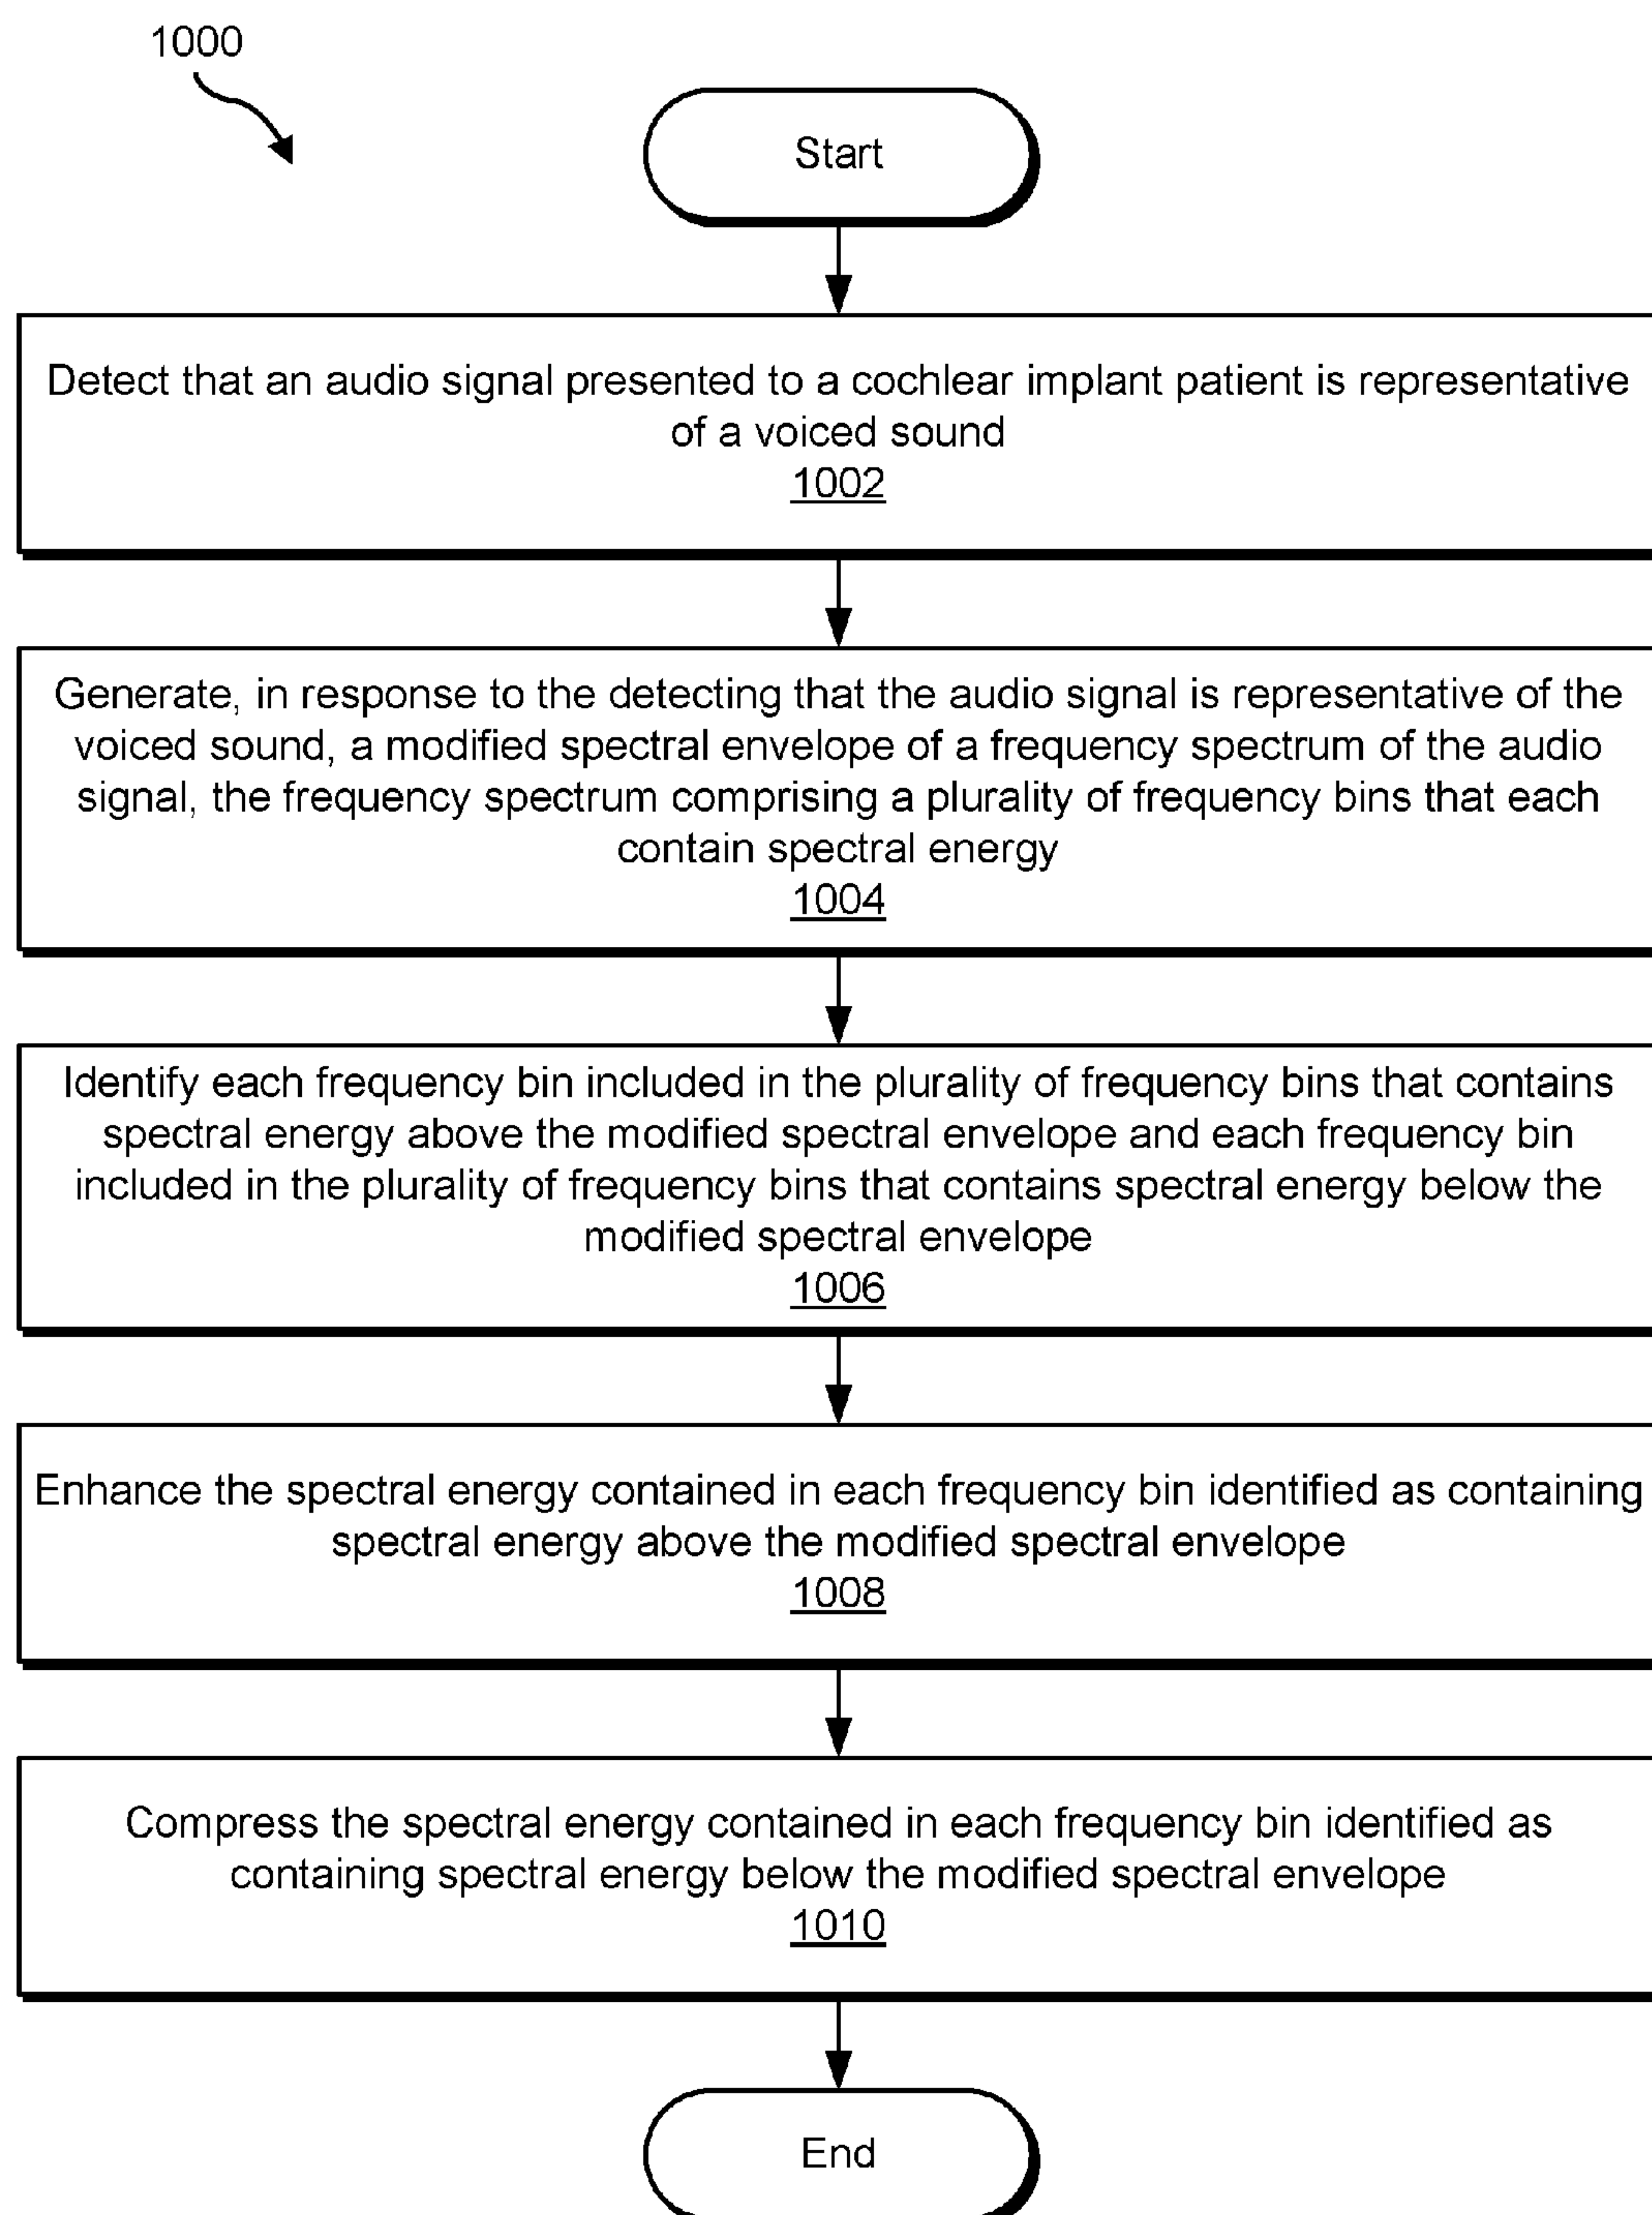 1000
Start
Detect that an audio signal presented to a cochlear implant patient is representative
of a voiced sound
1002
Generate, in response to the detecting that the audio signal is representative of the
voiced sound, a modified spectral envelope of a frequency spectrum of the audio
signal, the frequency spectrum comprising a plurality of frequency bins that each
contain spectral energy
1004
Identify each frequency bin included in the plurality of frequency bins that contains
spectral energy above the modified spectral envelope and each frequency bin
included in the plurality of frequency bins that contains spectral energy below the
modified spectral envelope
1006
Enhance the spectral energy contained in each frequency bin identified as containing
spectral energy above the modified spectral envelope
1008
Compress the spectral energy contained in each frequency bin identified as
containing spectral energy below the modified spectral envelope
1010
End